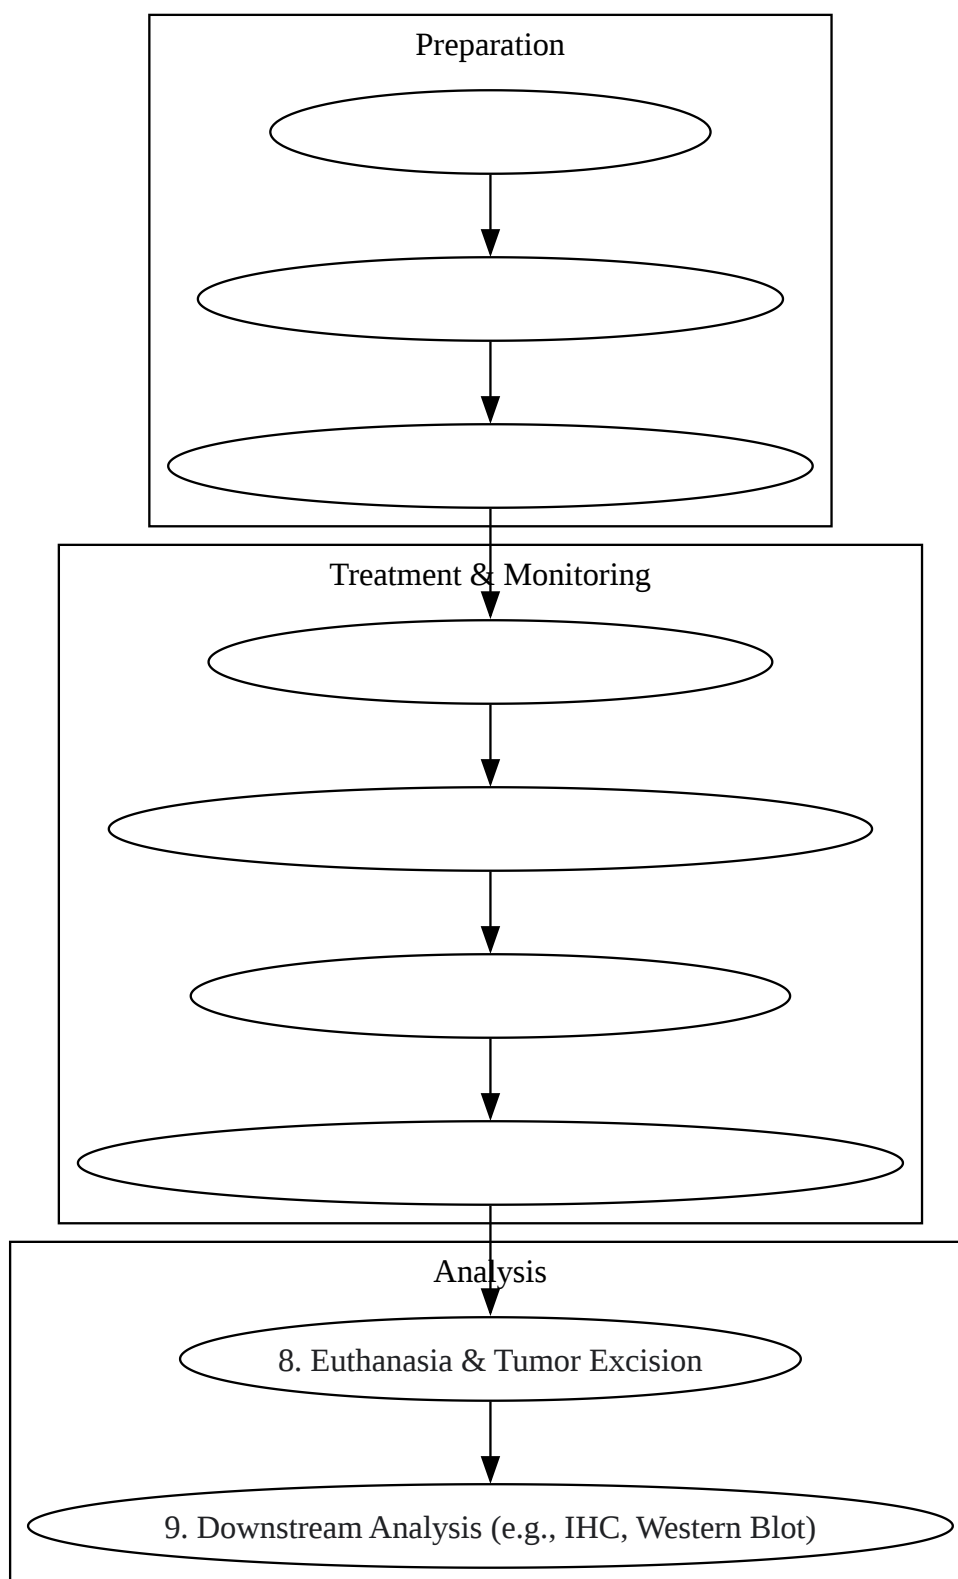 Preparation
Treatment & Monitoring
Analysis
8. Euthanasia & Tumor Excision
9. Downstream Analysis (e.g., IHC, Western Blot)